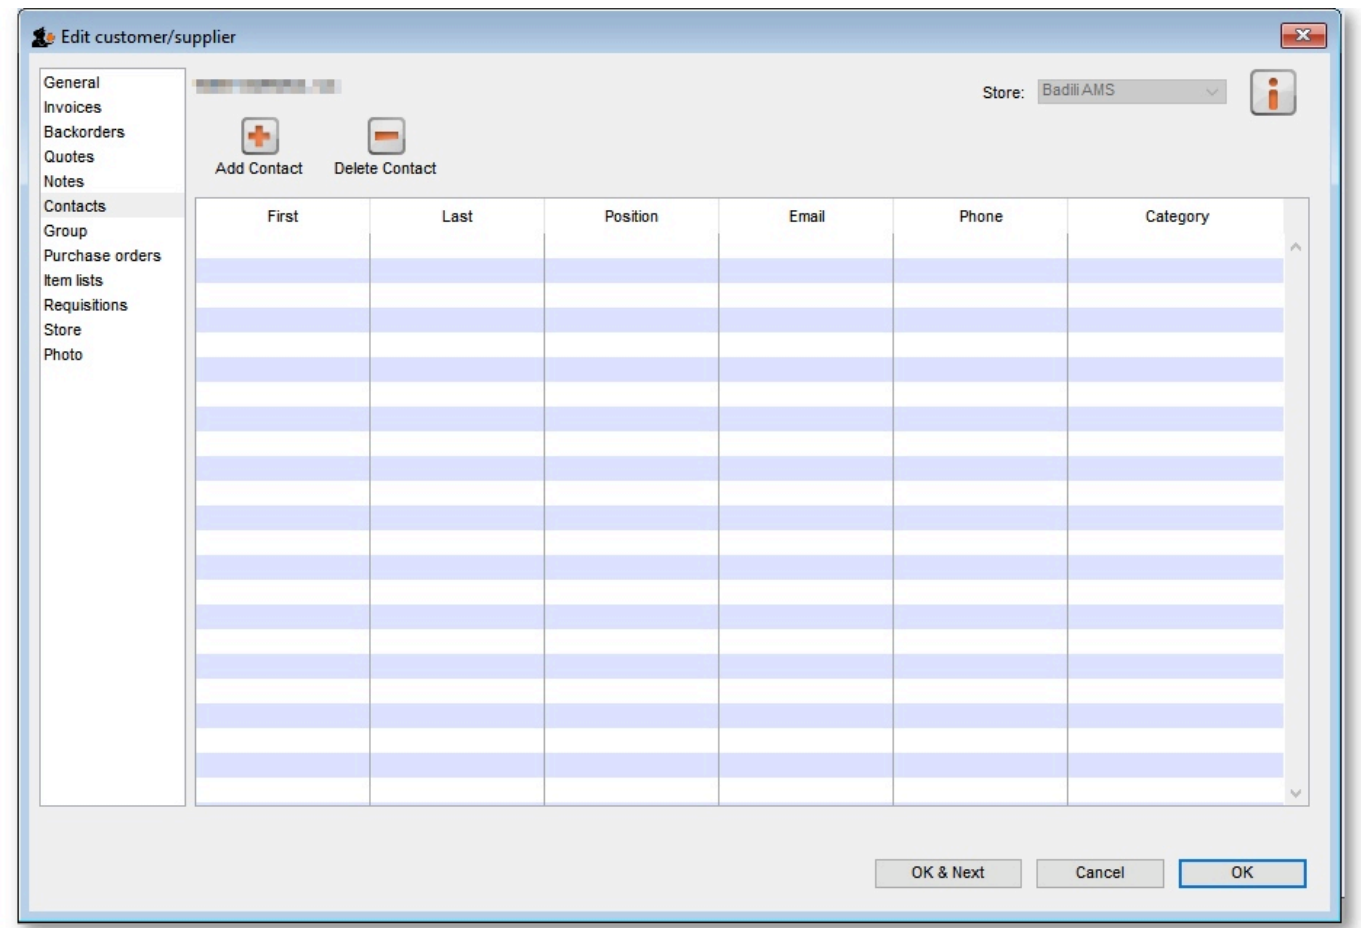 Edit customer/supplier
General
Invoices
Backorders
Quotes
Notes
Contacts
Group
Purchase orders
Item lists
Requisitions
Store
Photo
Store: Badili AMS
Add Contact Delete Contact
First Last Position Email Phone Category
OK & Next Cancel OK